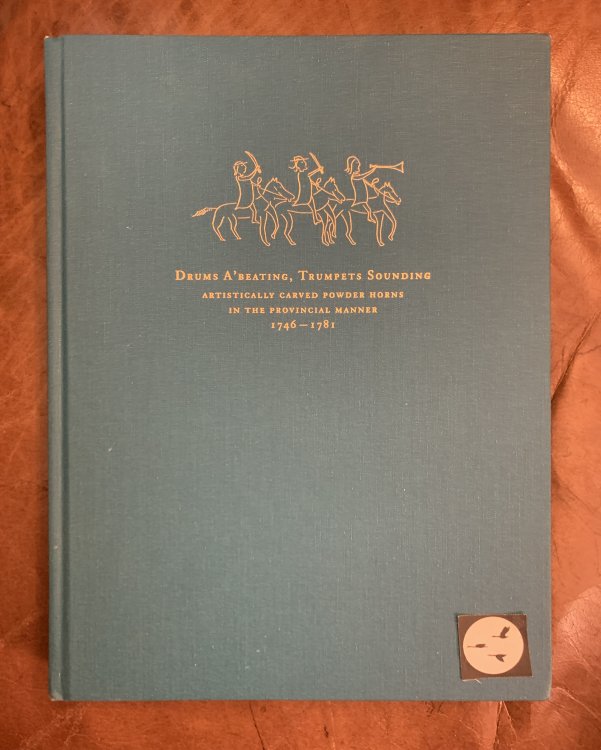 Drums A'beating, Trumpets Sounding
artistically carved powder horns
in the provincial manner
1746–1781